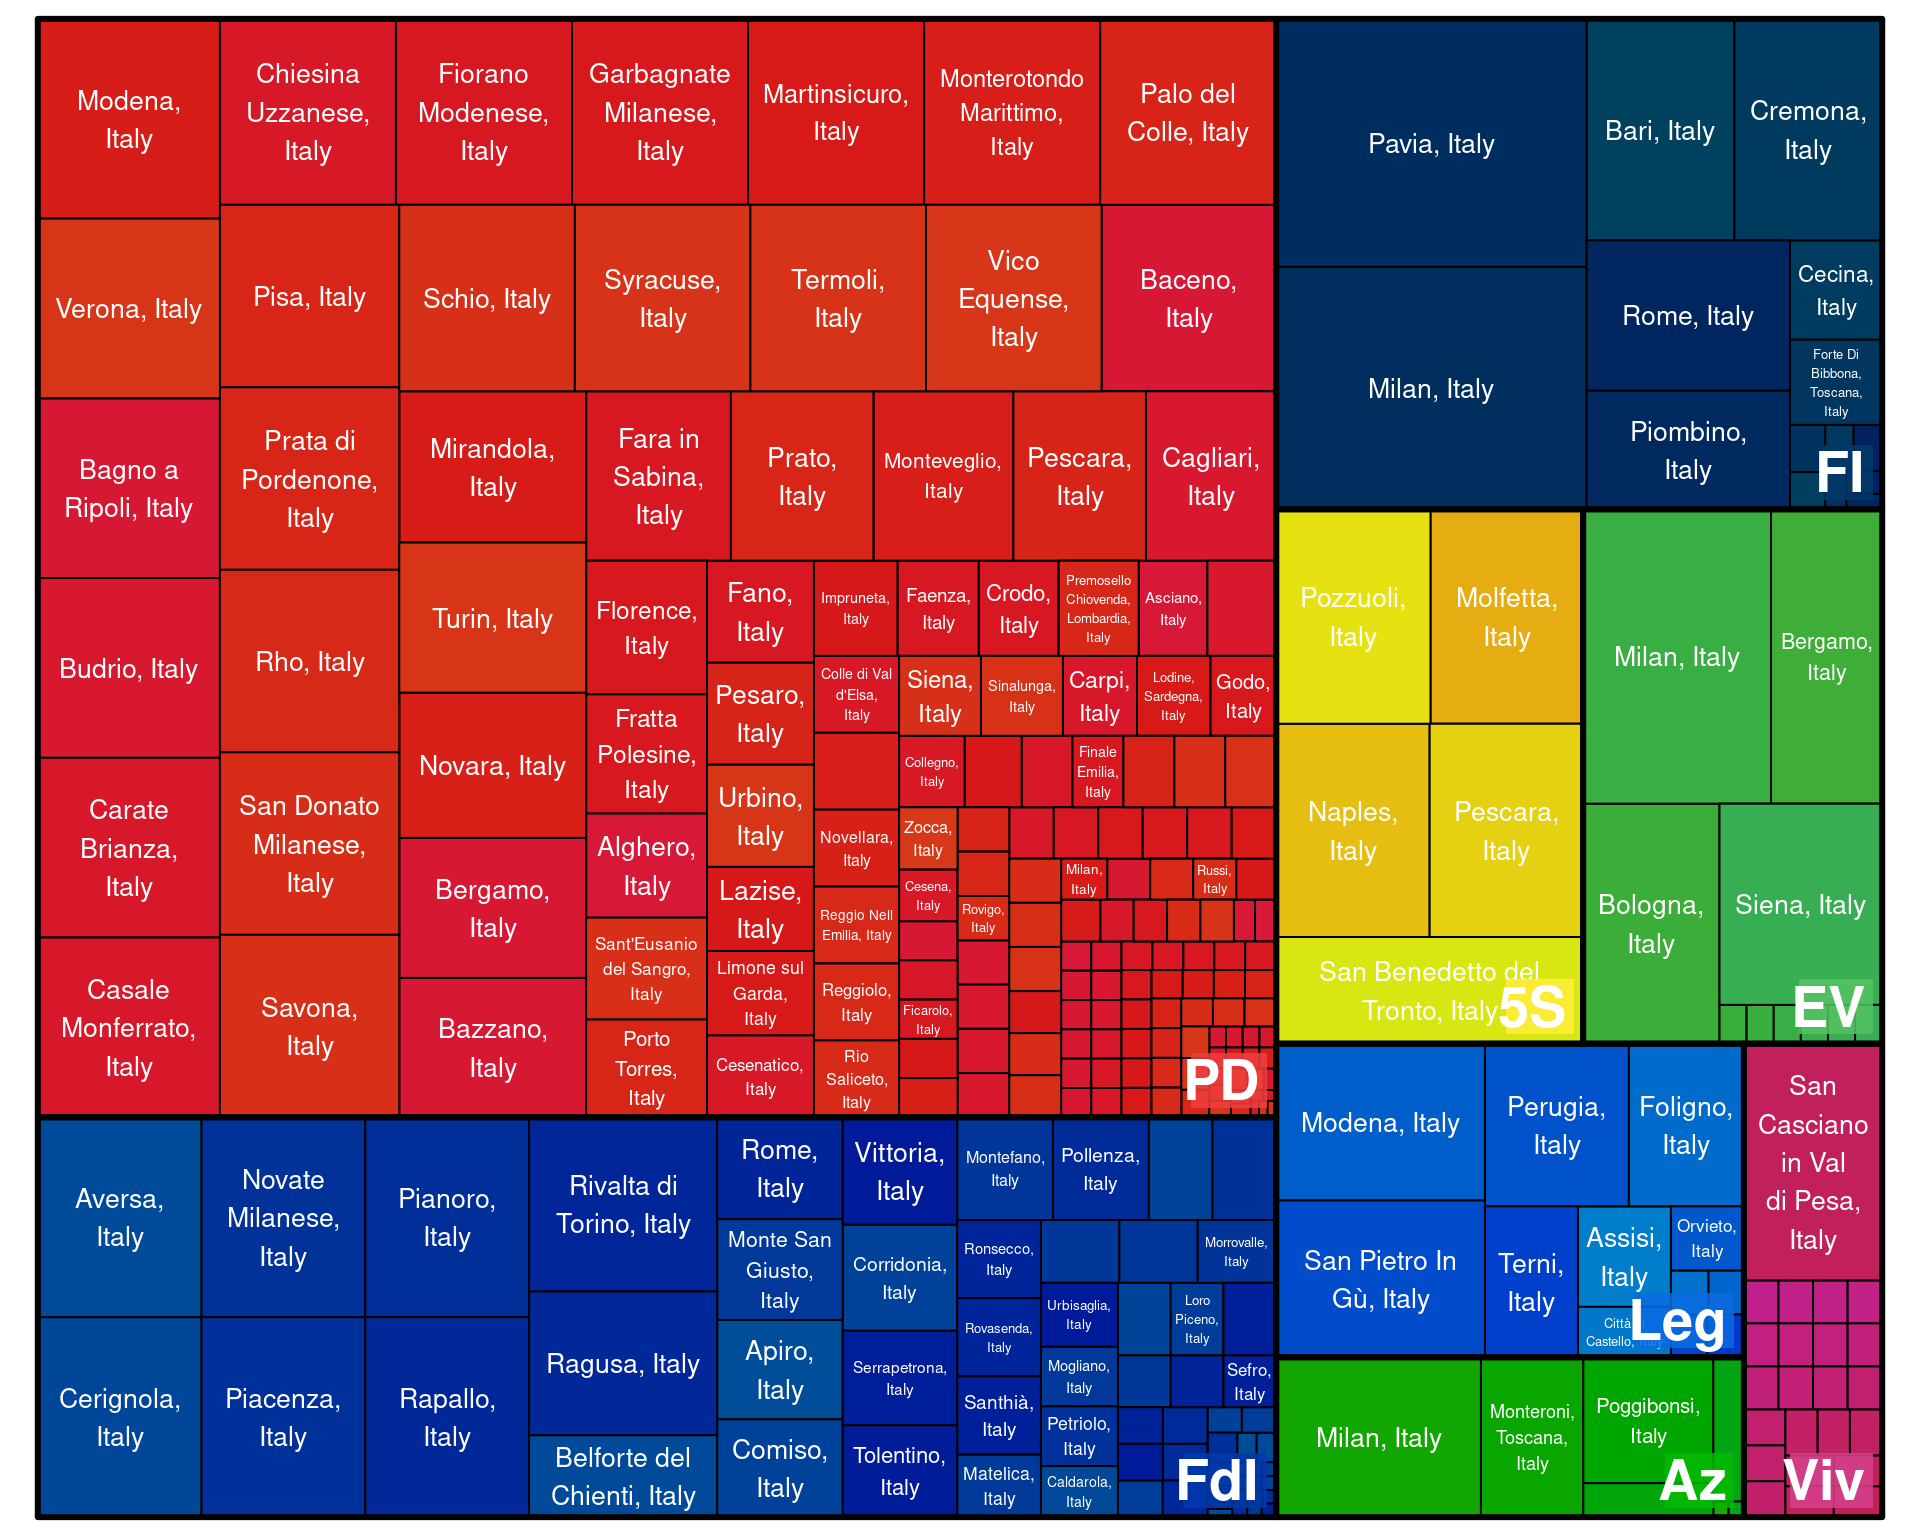 Modena,
Italy
Chiesina
Uzzanese,
Italy
Fiorano
Modenese,
Italy
Garbagnate
Milanese,
Italy
Martinsicuro,
Italy
Monterotondo
Marittimo,
Italy
Palo del
Colle, Italy
Verona, Italy
Pisa, Italy
Schio, Italy
Syracuse,
Italy
Termoli,
Italy
Vico
Equense,
Italy
Baceno,
Italy
Bagno a
Ripoli, Italy
Prata di
Pordenone,
Italy
Mirandola,
Italy
Fara in
Sabina,
Italy
Prato,
Italy
Monteveglio,
Italy
Pescara,
Italy
Cagliari,
Italy
Budrio, Italy
Rho, Italy
Turin, Italy
Florence,
Italy
Fano,
Italy
Impruneta,
Italy
Faenza,
Italy
Crodo,
Italy
Premosello
Chiovenda,
Lombardia,
Italy
Asciano,
Italy
Pesaro,
Italy
Colle di Val
d'Elsa,
Italy
Siena,
Italy
Sinalunga,
Italy
Carpi,
Italy
Lodine,
Sardegna,
Italy
Godo,
Italy
Novara, Italy
Fratta
Polesine,
Italy
Urbino,
Italy
Collegno,
Italy
Finale
Emilia,
Italy
Carate
Brianza,
Italy
San Donato
Milanese,
Italy
Bergamo,
Italy
Alghero,
Italy
Lazise,
Italy
Novellara,
Italy
Zocca,
Italy
Milan,
Italy
Russi,
Italy
Cesena,
Italy
Rovigo,
Italy
Reggio Nell
Emilia, Italy
Casale
Monferrato,
Italy
Savona,
Italy
Bazzano,
Italy
Sant'Eusanio
del Sangro,
Italy
Limone sul
Garda,
Italy
Reggiolo,
Italy
Ficarolo,
Italy
Porto
Torres,
Italy
Cesenatico,
Italy
Rio
Saliceto,
Italy
PD
Aversa,
Italy
Novate
Milanese,
Italy
Pianoro,
Italy
Rivalta di
Torino, Italy
Rome,
Italy
Vittoria,
Italy
Montefano,
Italy
Pollenza,
Italy
Monte San
Giusto,
Italy
Corridonia,
Italy
Ronsecco,
Italy
Morrovalle,
Italy
Cerignola,
Italy
Piacenza,
Italy
Rapallo,
Italy
Ragusa, Italy
Apiro,
Italy
Serrapetrona,
Italy
Rovasenda,
Italy
Urbisaglia,
Italy
Loro
Piceno,
Italy
Mogliano,
Italy
Sefro,
Italy
Belforte del
Chienti, Italy
Comiso,
Italy
Tolentino,
Italy
Santhià,
Italy
Petriolo,
Italy
Matelica,
Italy
Caldarola,
Italy
FdI
Pavia, Italy
Bari, Italy
Cremona,
Italy
Milan, Italy
Rome, Italy
Cecina,
Italy
Forte Di
Bibbona,
Toscana,
Italy
Piombino,
Italy
FI
Pozzuoli,
Italy
Molfetta,
Italy
Naples,
Italy
Pescara,
Italy
San Benedetto del
Tronto, Italy
5S
Milan, Italy
Bergamo,
Italy
Bologna,
Italy
Siena, Italy
EV
Modena, Italy
Perugia,
Italy
Foligno,
Italy
San Pietro In
Gù, Italy
Terni,
Italy
Assisi,
Italy
Orvieto,
Italy
Città
Castello,
Leg
San
Casciano
in Val
di Pesa,
Italy
Viv
Milan, Italy
Monteroni,
Toscana,
Italy
Poggibonsi,
Italy
Az